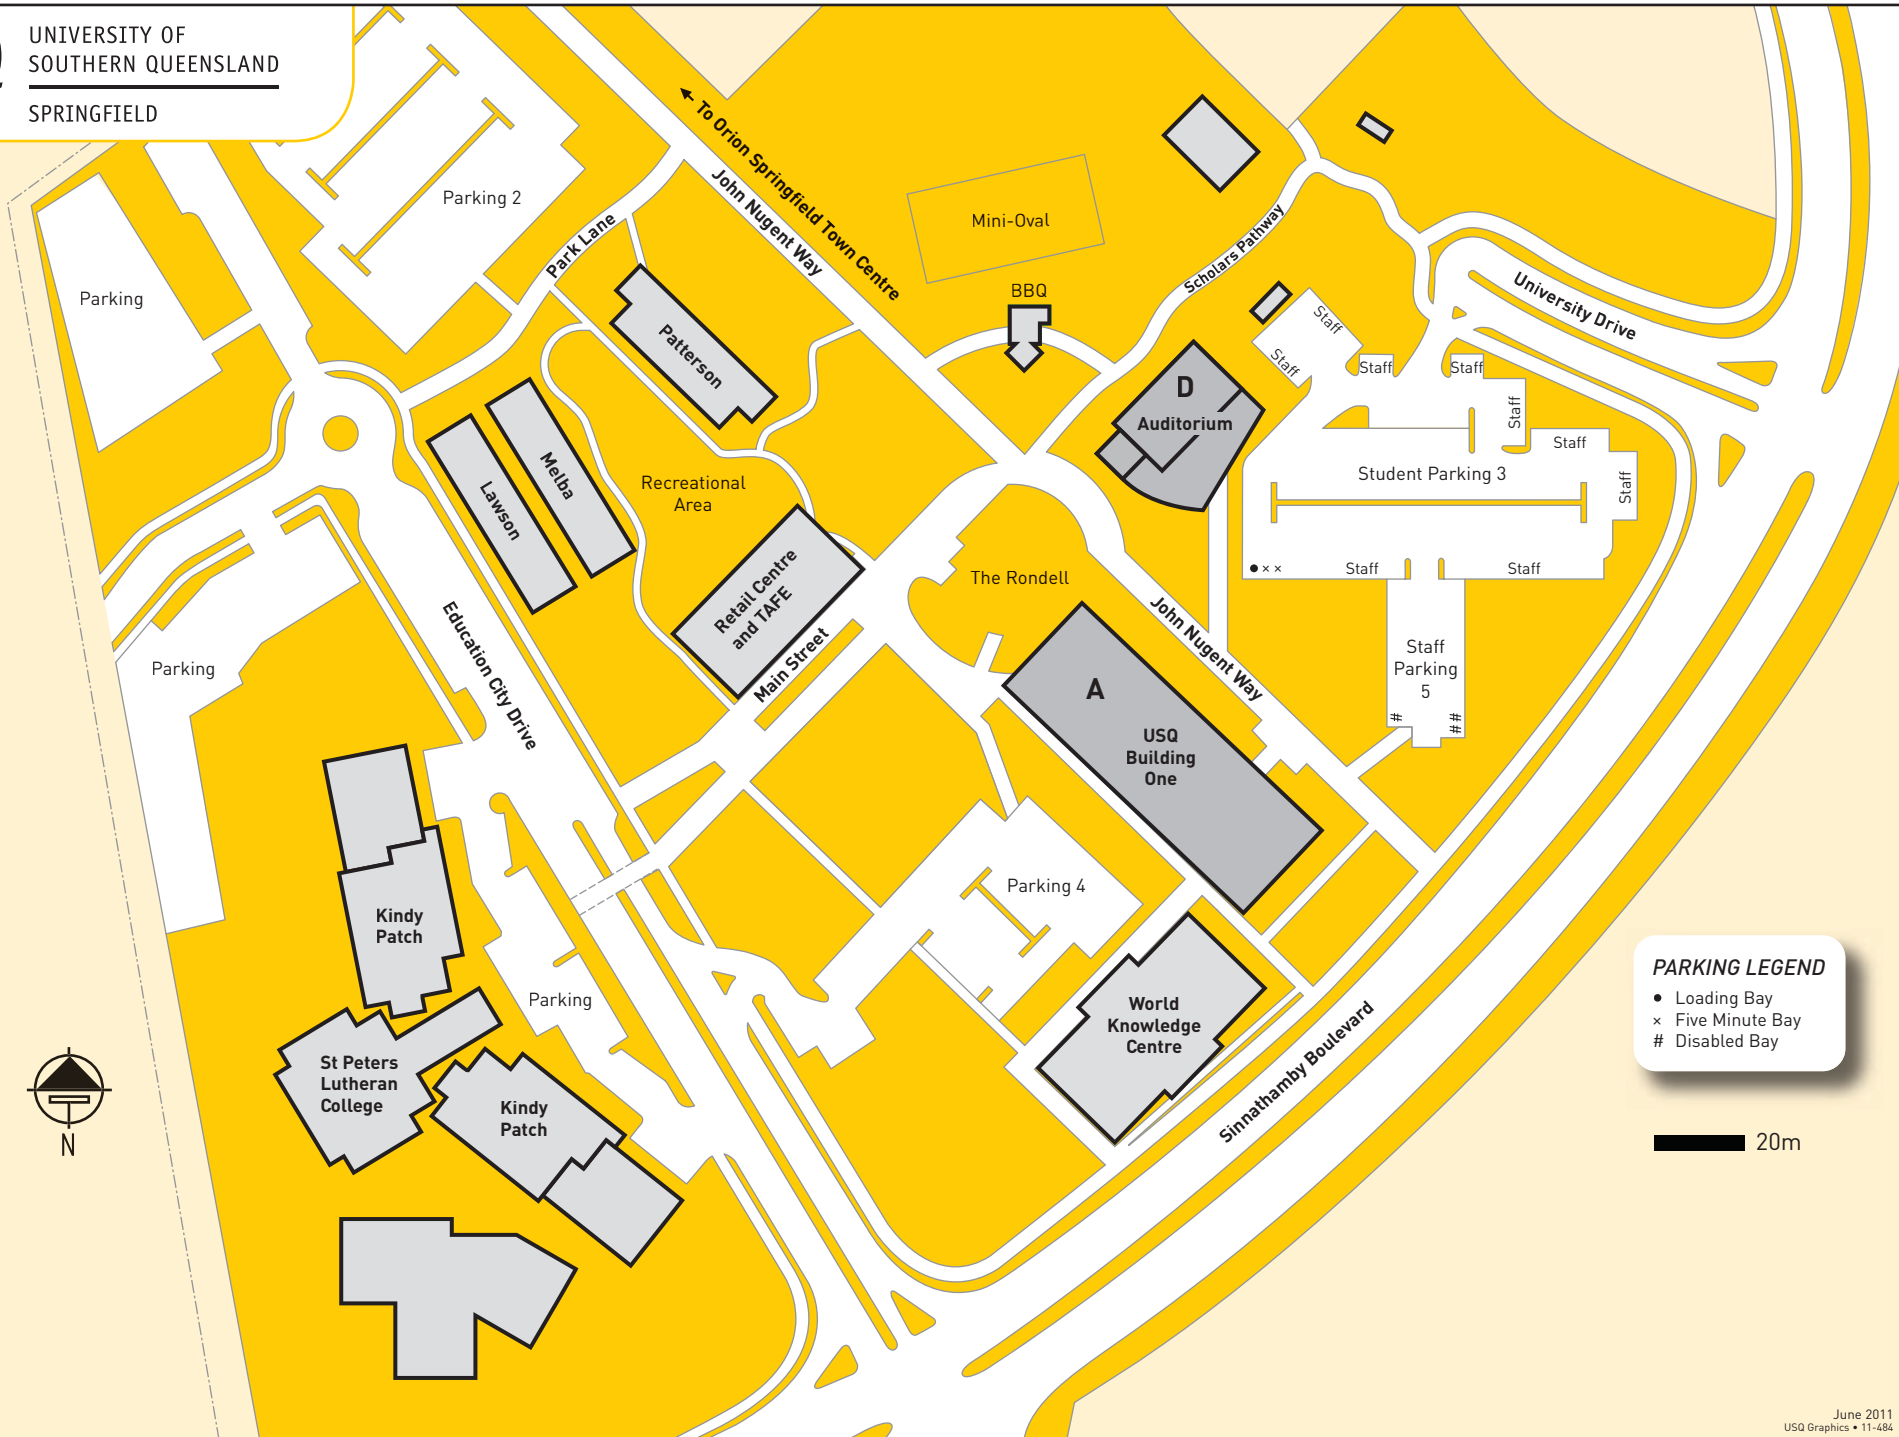 UNIVERSITY OF
SOUTHERN QUEENSLAND
SPRINGFIELD
To Orion Springfield Town Centre
John Nugent Way
Parking 2
Park Lane
Parking
Mini-Oval
BBQ
Scholars Pathway
University Drive
Patterson
Staff
Staff
Staff
Staff
Staff
Staff
Staff
D
Auditorium
Student Parking 3
Lawson
Melba
Recreational
Area
Retail Centre
and TAFE
The Rondell
× ×
Staff
Staff
John Nugent Way
Staff
Parking
5
#
##
Education City Drive
Main Street
Parking
A
USQ
Building
One
Kindy
Patch
Parking 4
Parking
World
Knowledge
Centre
Sinnathamby Boulevard
St Peters
Lutheran
College
Kindy
Patch
N
PARKING LEGEND
● Loading Bay
× Five Minute Bay
# Disabled Bay
20m
June 2011
USQ Graphics • 11-484